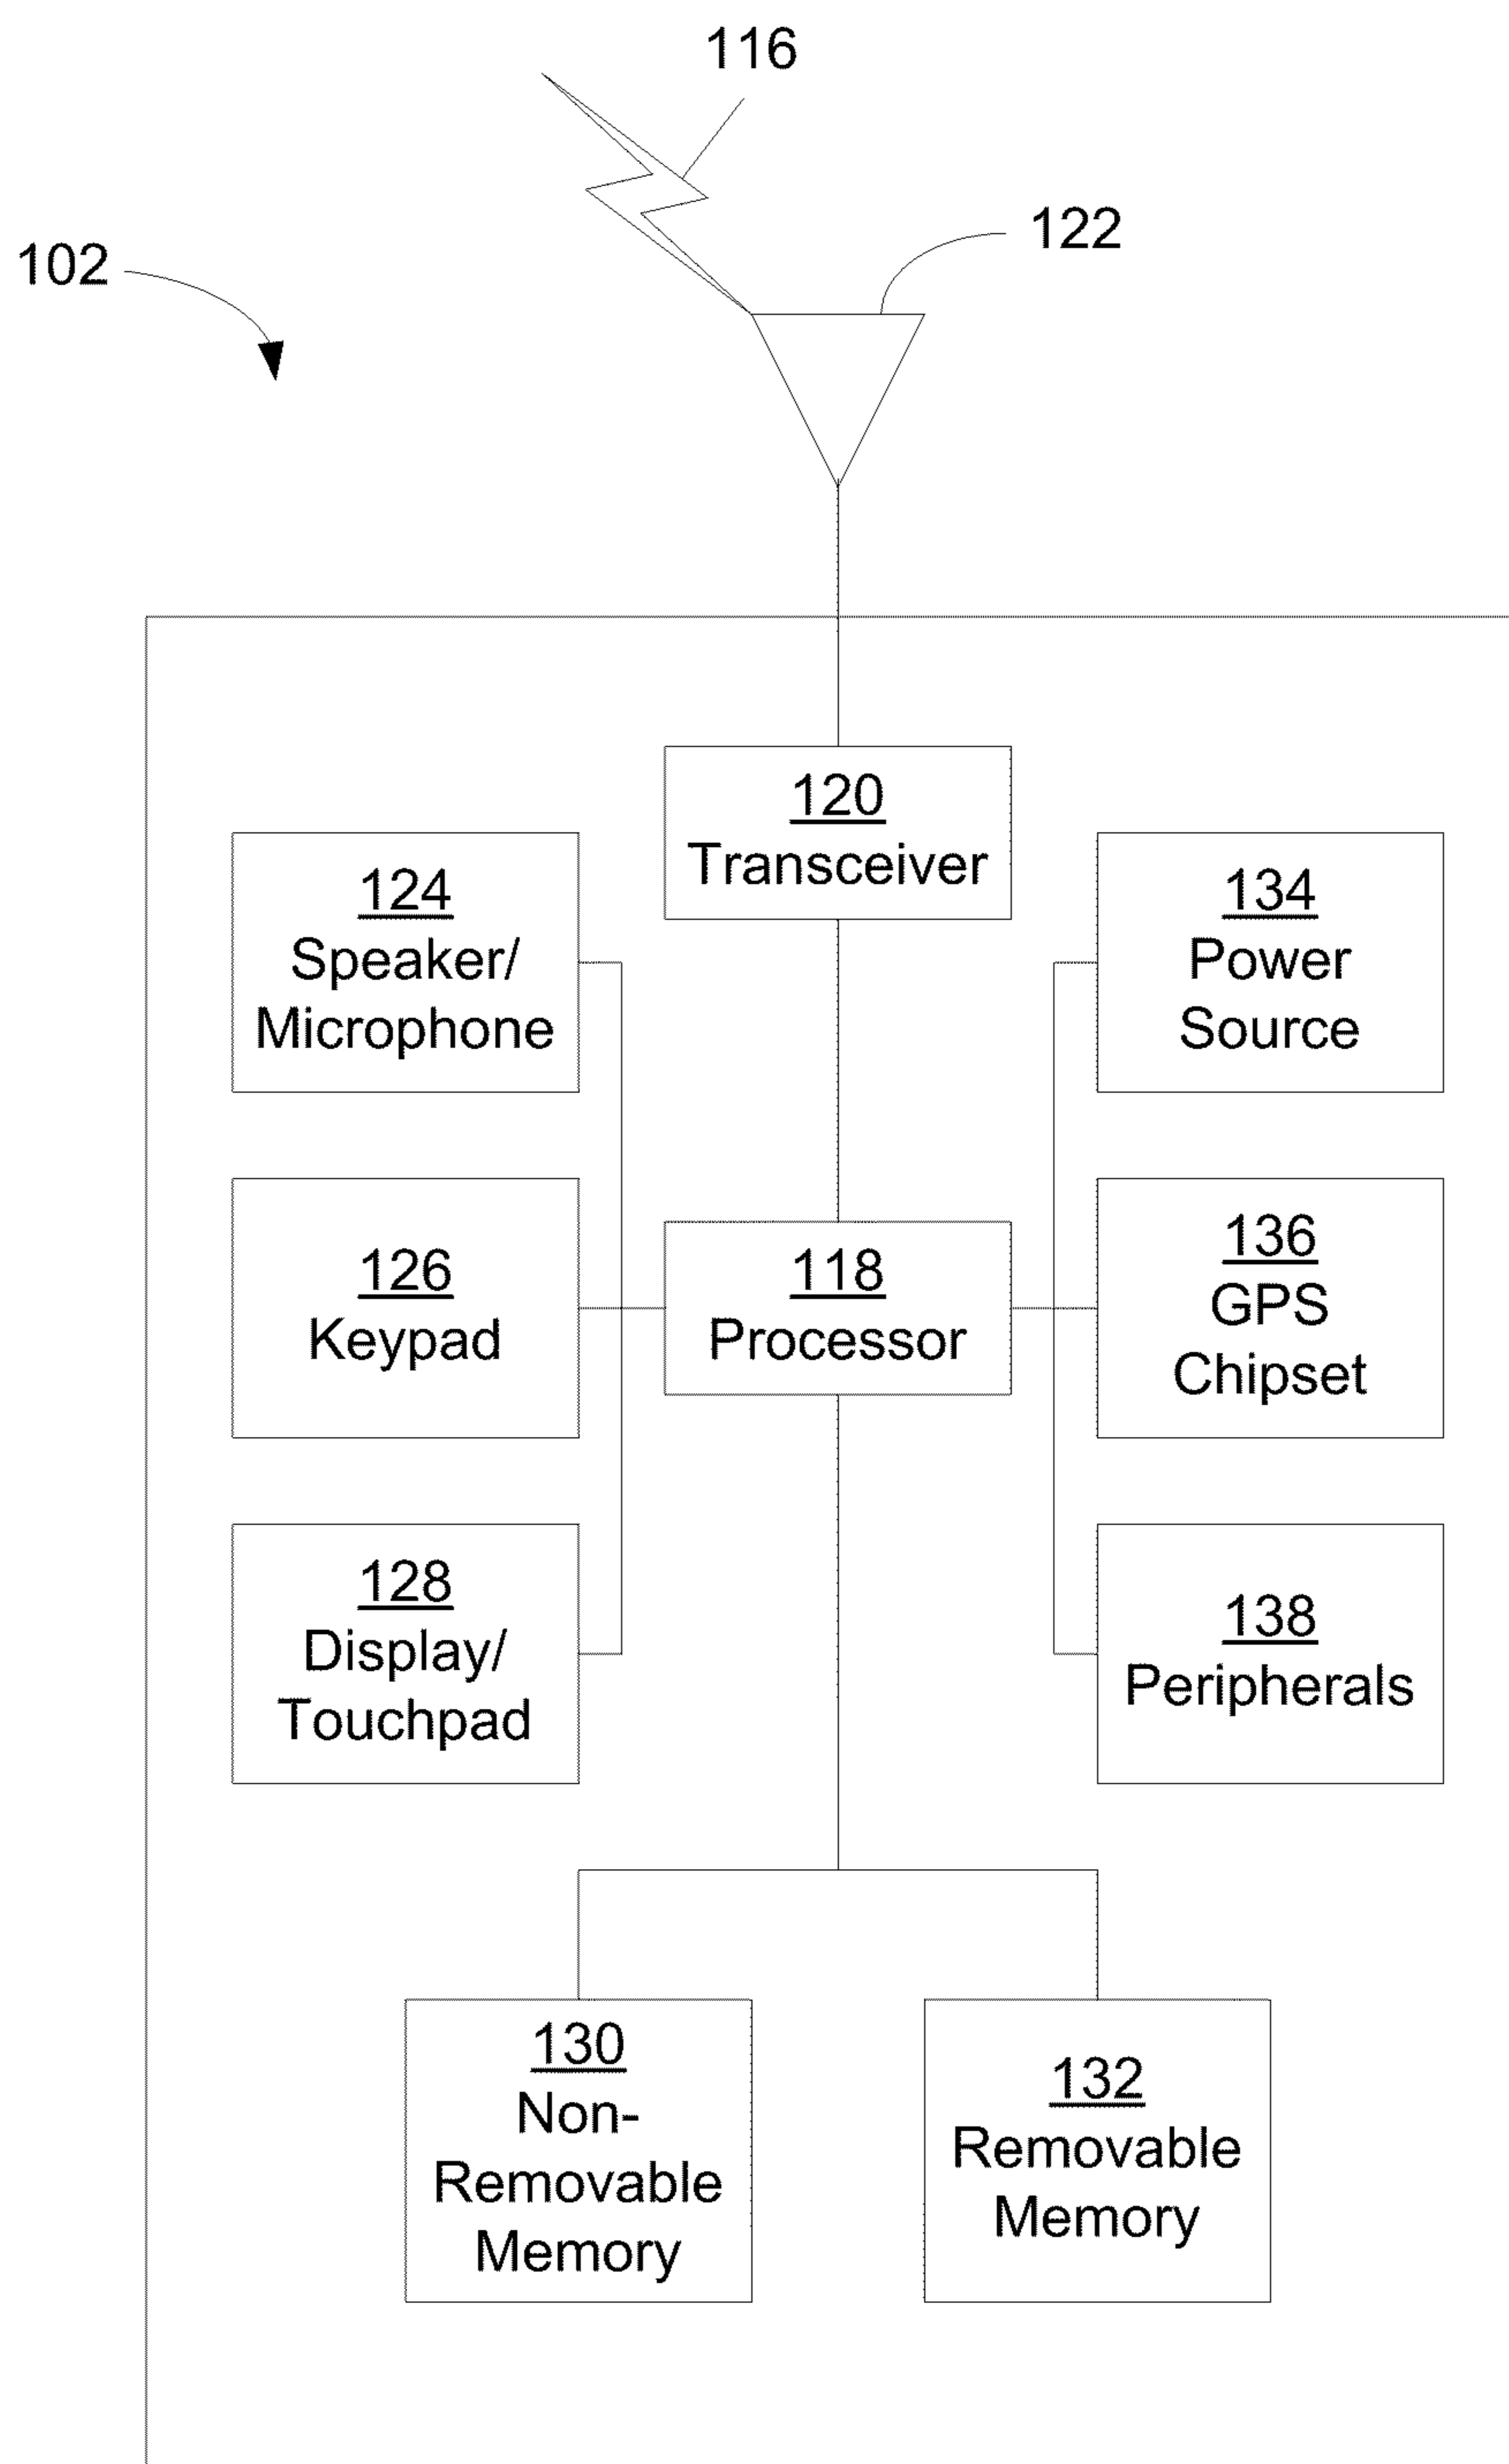 116
122
102
120
Transceiver
124
Speaker/
Microphone
134
Power
Source
126
Keypad
118
Processor
136
GPS
Chipset
128
Display/
Touchpad
138
Peripherals
130
Non-
Removable
Memory
132
Removable
Memory